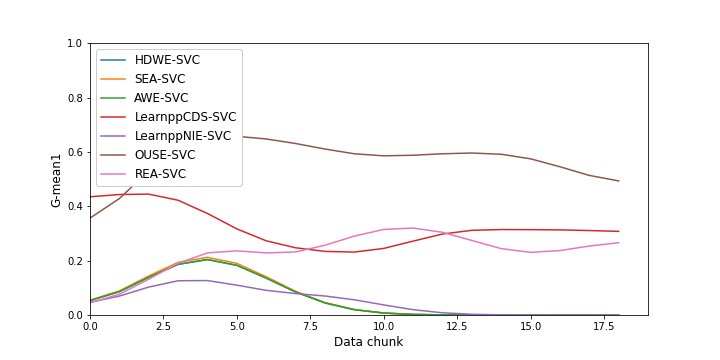 1.0
0.8
0.6
0.4
0.2
0.0
G-mean1
HDWE-SVC
SEA-SVC
AWE-SVC
LearnppCDS-SVC
LearnppNIE-SVC
OUSE-SVC
REA-SVC
0.0 2.5 5.0 7.5 10.0 12.5 15.0 17.5
Data chunk